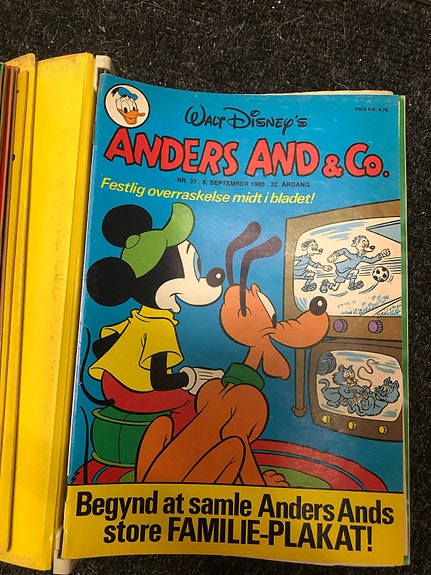 PRIS KR. 4,75
WALT DISNEY'S
ANDERS AND & Co.
NR. 37 . 8. SEPTEMBER 1980 . 32. ÅRGANG
Festlig overraskelse midt i bladet!
Begynd at samle Anders Ands
store FAMILIE-PLAKAT!